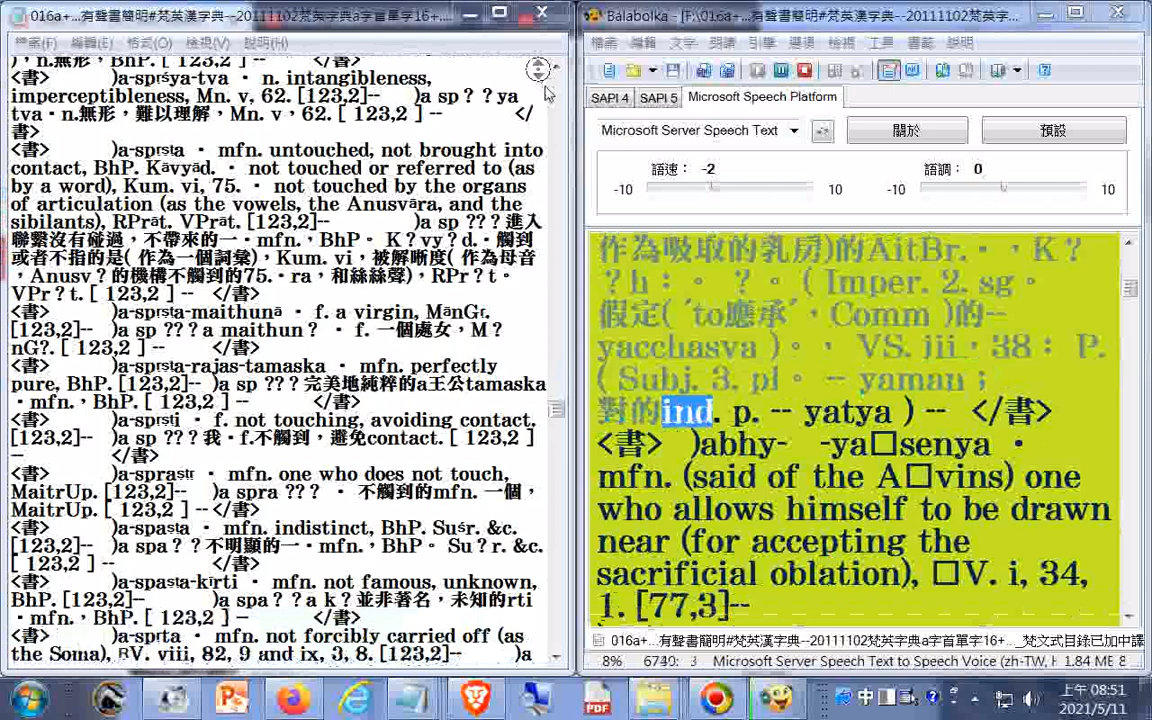 016a+...有聲書簡明#梵英漢字典--20111102梵英字典a字首單字16+...
檔案(F) 編輯(E) 格式(O) 檢視(V) 說明(H)
), n.無形, BhP. </書>
<書> )a-spṛśya-tva · n. intangibleness,
imperceptibleness, Mn. v, 62. [123,2]-- )a sp??ya
tva·n.無形，難以理解，Mn. v，62. [ 123,2 ] -- </
書>
<書> )a-spṛṣṭa · mfn. untouched, not brought into
contact, BhP. Kāvyâd. · not touched or referred to (as
by a word), Kum. vi, 75. · not touched by the organs
of articulation (as the vowels, the Anusvāra, and the
sibilants), RPrāt. VPrāt. [123,2]-- )a sp ???進入
聯繫沒有碰過，不帶來的一·mfn.，BhP。 K?vy?d.·觸到
或者不指的是( 作為一個詞彙)，Kum. vi，被解晰度( 作為母音
，Anusv?的機構不觸到的75.·ra，和絲絲聲)，RPr?t。
VPr?t. [ 123,2 ] </書>
<書> )a-spṛṣṭa-maithunā · f. a virgin, MānGṛ.
[123,2]-- )a sp ???a maithun? · f. 一個處女，M?
nG?. [ 123,2 ] -- </書>
<書> )a-spṛṣṭa-rajas-tamaska · mfn. perfectly
pure, BhP. [123,2]-- )a sp ???完美地純粹的a王公tamaska
·mfn.，BhP. [ 123,2 ] -- </書>
<書> )a-spṛṣṭi · f. not touching, avoiding contact.
[123,2]-- )a sp ???我·f.不觸到，避免contact. [ 123,2 ]
-- </書>
<書> )a-spraṣṭṛ · mfn. one who does not touch,
MaitrUp. [123,2]-- )a spra ??? · 不觸到的mfn. 一個，
MaitrUp. [ 123,2 ] -- </書>
<書> )a-spaṣṭa · mfn. indistinct, BhP. Suśr. &c.
[123,2]-- )a spa??不明顯的一·mfn.，BhP。 Su?r. &c.
[ 123,2 ] -- </書>
<書> )a-spaṣṭa-kīrti · mfn. not famous, unknown,
BhP. [123,2]-- )a spa??a k?並非著名，未知的rti
·mfn.，BhP. [ 123,2 ] -- </書>
<書> )a-spṛta · mfn. not forcibly carried off (as
the Soma), ṚV. viii, 82, 9 and ix, 3, 8. [123,2]-- )a
Balabolka - [F:\016a+...有聲書簡明#梵英漢字典--20111102梵英字...
檔案 編輯 文字 朗讀 引擎 選項 檢視 工具 書籤 說明
SAPI 4 SAPI 5 Microsoft Speech Platform
Microsoft Server Speech Text 關於 預設
語速： -2 語調： 0
-10 10 -10 10
作為吸取的乳房)的AitBr.·，K?
?h：。 ?。( Imper. 2. sg。
假定( ′to應承′，Comm )的--
yacchasva )。， VS. iii，38： P.
( Subj. 3. pl。-- yaman；
對的ind. p. -- yatya ) -- </書>
<書> )abhy- -ya□senya ·
mfn. (said of the A□vins) one
who allows himself to be drawn
near (for accepting the
sacrificial oblation), □V. i, 34,
1. [77,3]--
016a+...有聲書簡明#梵英漢字典--20111102梵英字典a字首單字16+..._梵文式目錄已加中譯
8% 6749: 3 Microsoft Server Speech Text to Speech Voice (zh-TW, H 1.84 MB 8
中
上午 08:51
2021/5/11